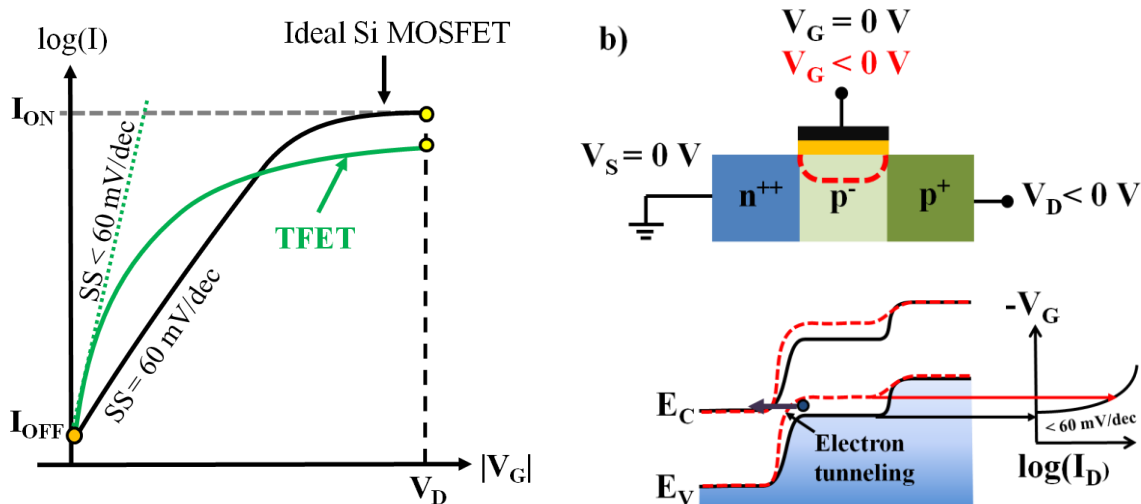 log(I)
Ideal Si MOSFET
I_ON
SS < 60 mV/dec
TFET
SS = 60 mV/dec
I_OFF
V_D
|V_G|
b)
V_G = 0 V
V_G < 0 V
V_S = 0 V
n++
p-
p+
V_D < 0 V
-V_G
E_C
Electron
tunneling
< 60 mV/dec
log(I_D)
E_V